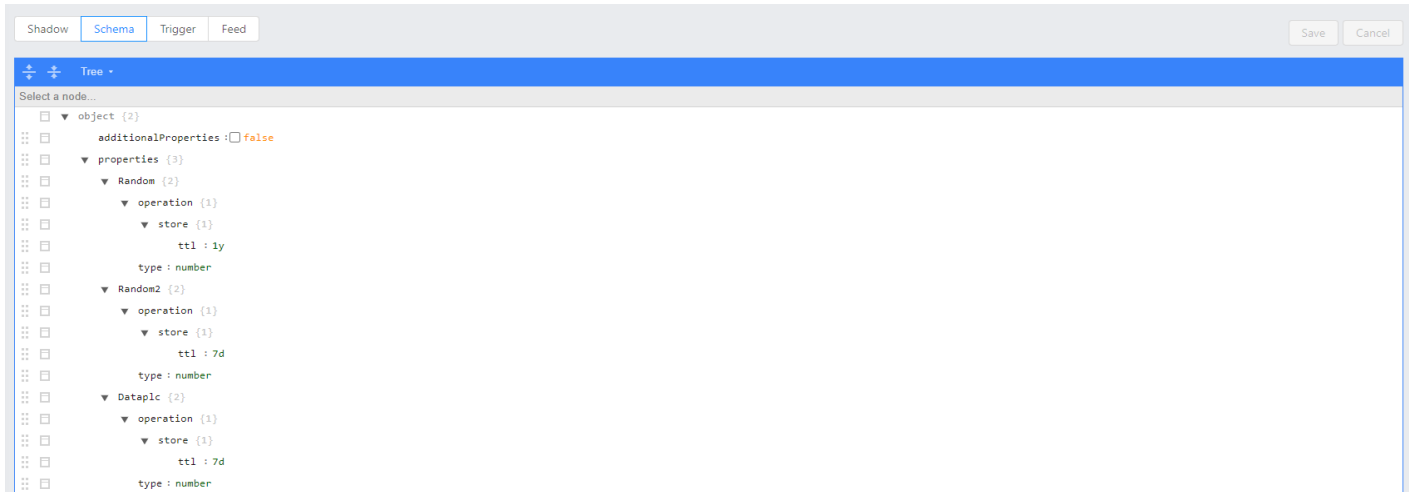 Shadow Schema Trigger Feed Save Cancel
Tree
Select a node...
object {2}
additionalProperties : false
properties {3}
Random {2}
operation {1}
store {1}
ttl : 1y
type : number
Random2 {2}
operation {1}
store {1}
ttl : 7d
type : number
Dataplc {2}
operation {1}
store {1}
ttl : 7d
type : number